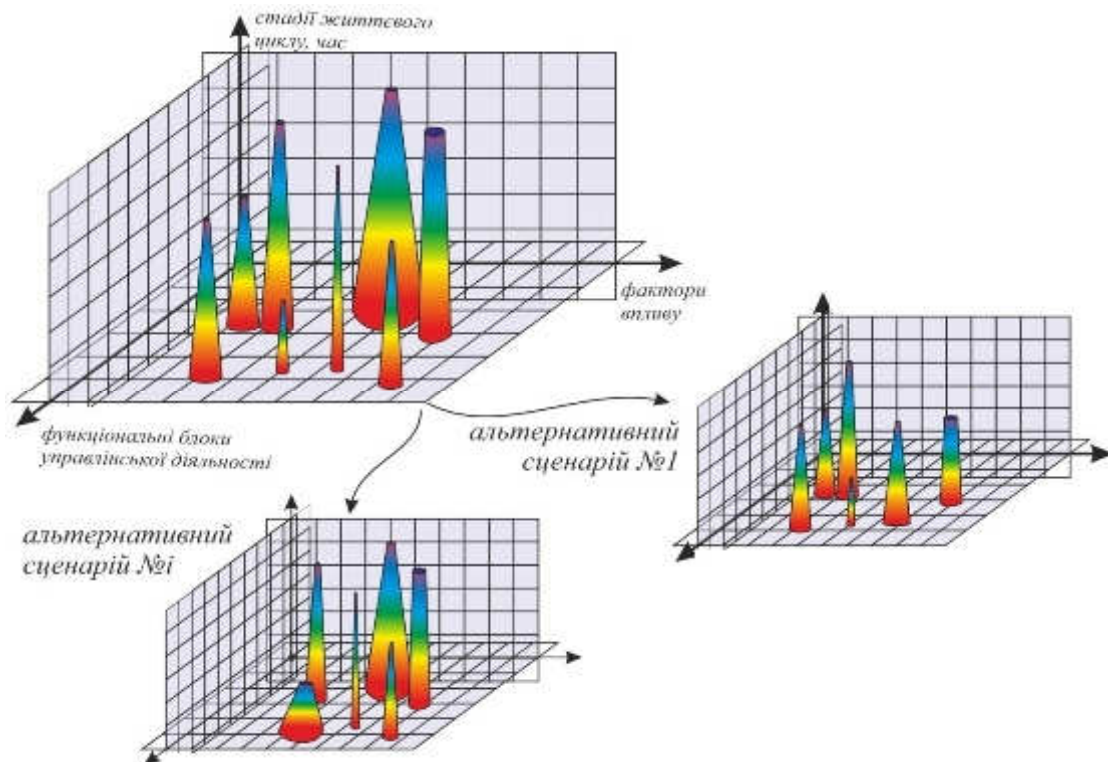 стадії життєвого
циклу, час
фактори
впливу
функціональні блоки
управлінської діяльності
альтернативний
сценарій №1
альтернативний
сценарій №і